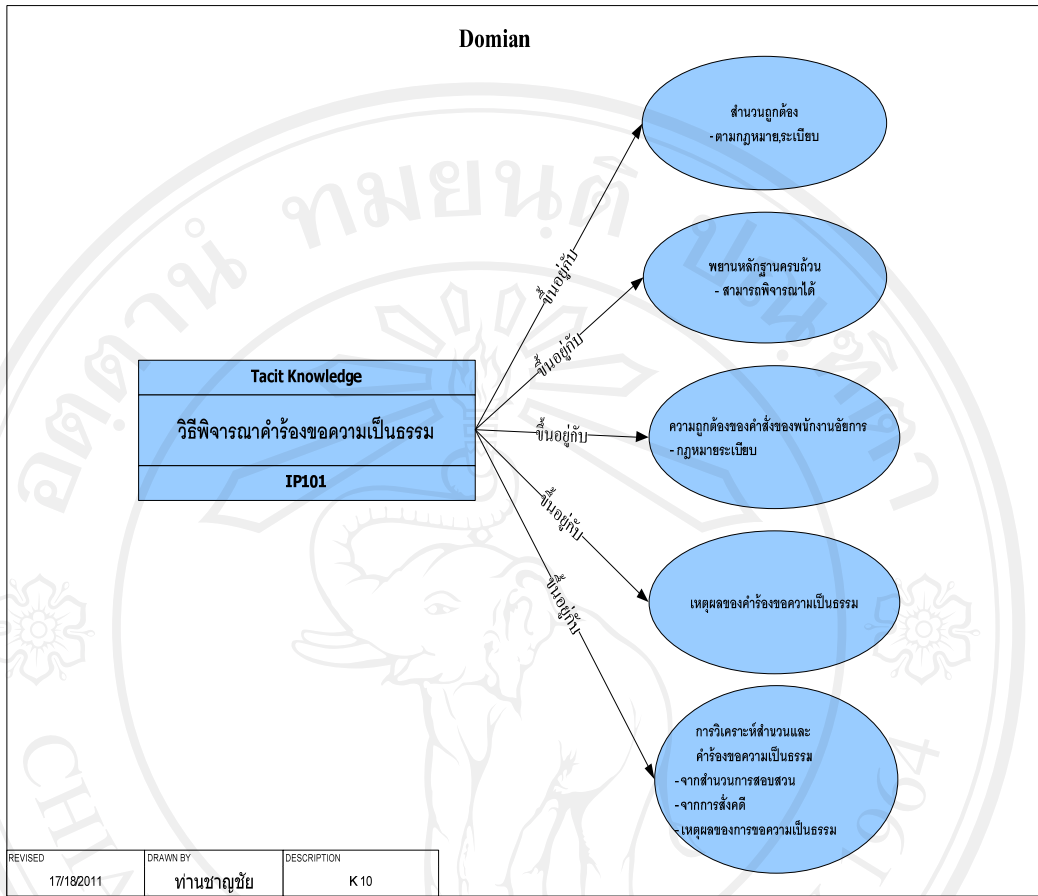 Domian
สำนวนถูกต้อง
-ตามกฎหมาย,ระเบียบ
ขึ้นอยู่กับ
พยานหลักฐานครบถ้วน
- สามารถพิจารณาได้
ขึ้นอยู่กับ
Tacit Knowledge
วิธีพิจารณาคำร้องขอความเป็นธรรม
IP101
ขึ้นอยู่กับ
ความถูกต้องของคำสั่งของพนักงานอัยการ
- กฎหมายระเบียบ
ขึ้นอยู่กับ
เหตุผลของคำร้องขอความเป็นธรรม
ขึ้นอยู่กับ
การวิเคราะห์สำนวนและ
คำร้องขอความเป็นธรรม
-จากสำนวนการสอบสวน
-จากการสั่งคดี
-เหตุผลของการขอความเป็นธรรม
REVISED
17/18/2011
DRAWN BY
ท่านชาญชัย
DESCRIPTION
K 10